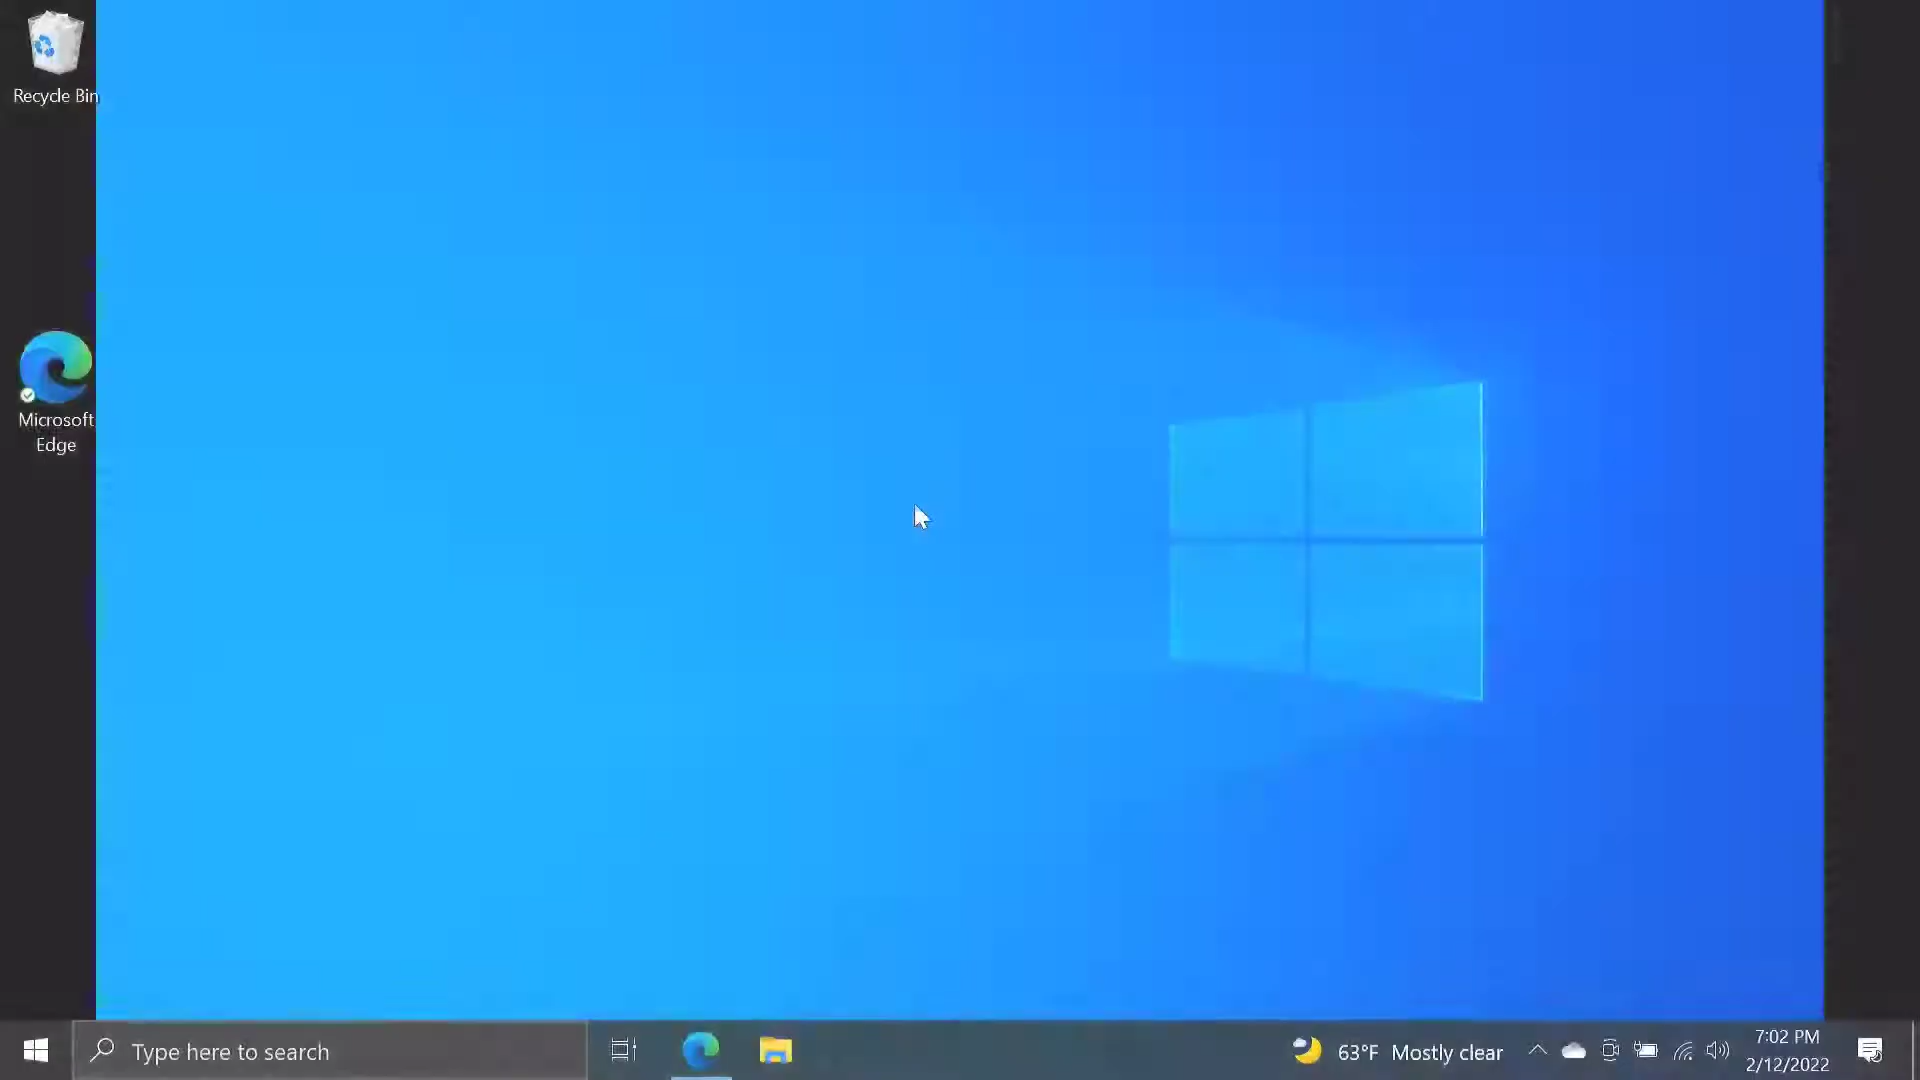 Recycle Bin
Microsoft
Edge
Type here to search
63°F Mostly clear
7:02 PM
2/12/2022